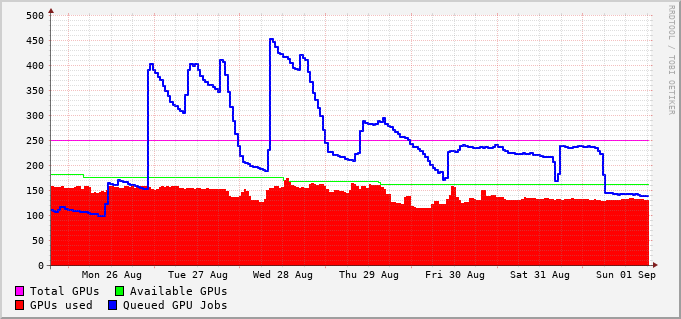 500
450
400
350
300
250
200
150
100
50
0
Mon 26 Aug Tue 27 Aug Wed 28 Aug Thu 29 Aug Fri 30 Aug Sat 31 Aug Sun 01 Sep
Total GPUs Available GPUs
GPUs used Queued GPU Jobs
RRDTOOL / TOBI OETIKER